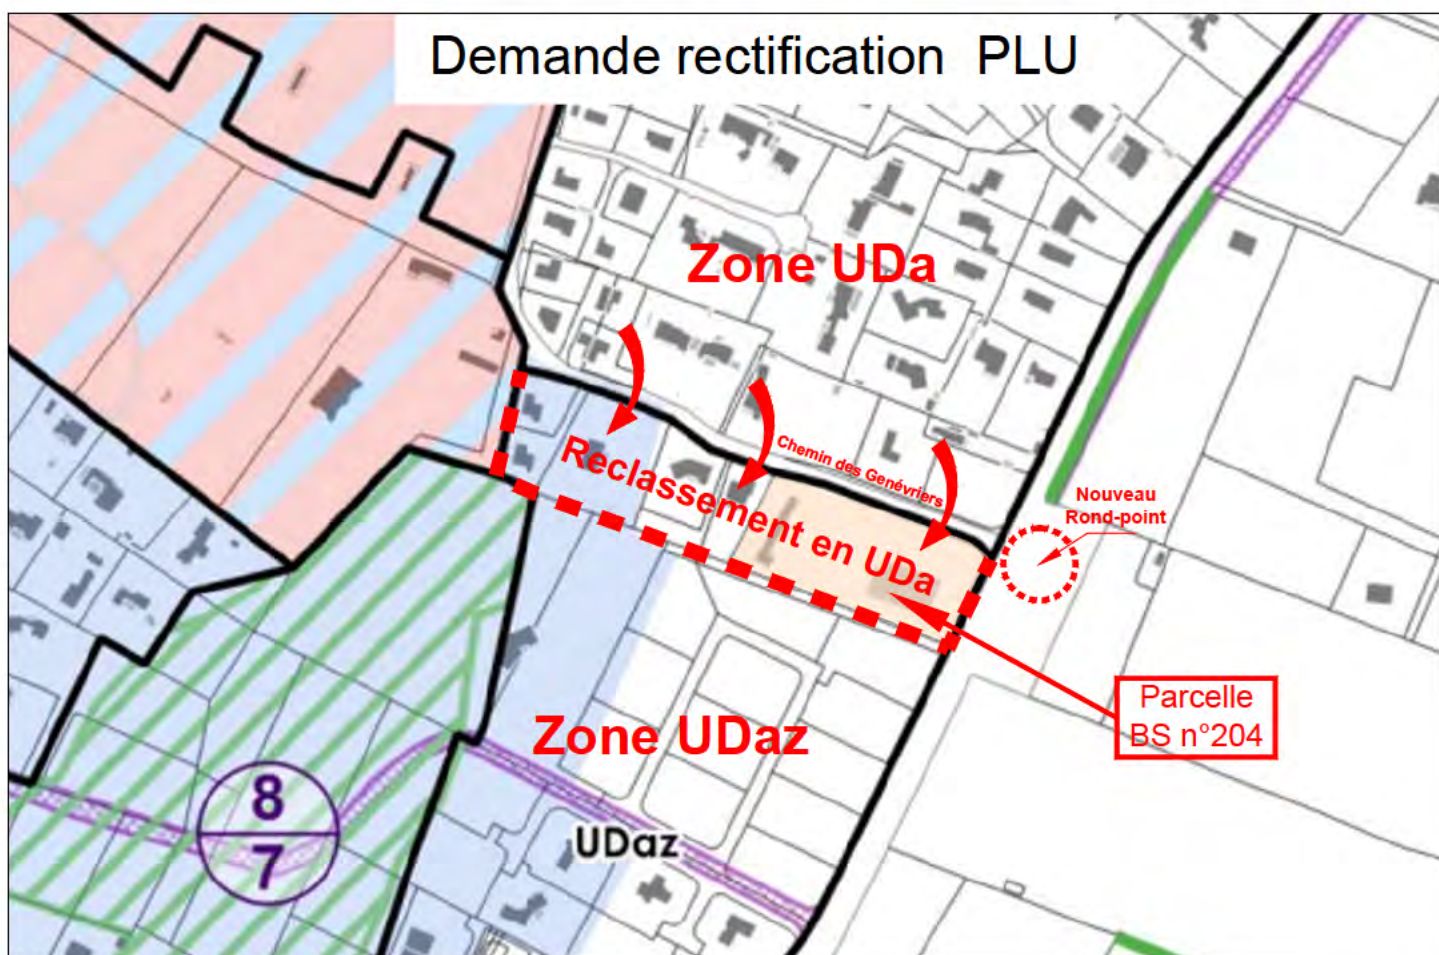 Demande rectification PLU
Zone UDa
Chemin des Genévriers
Reclassement en UDa
Nouveau
Rond-point
Parcelle
BS n°204
Zone UDaz
8
7
UDaz